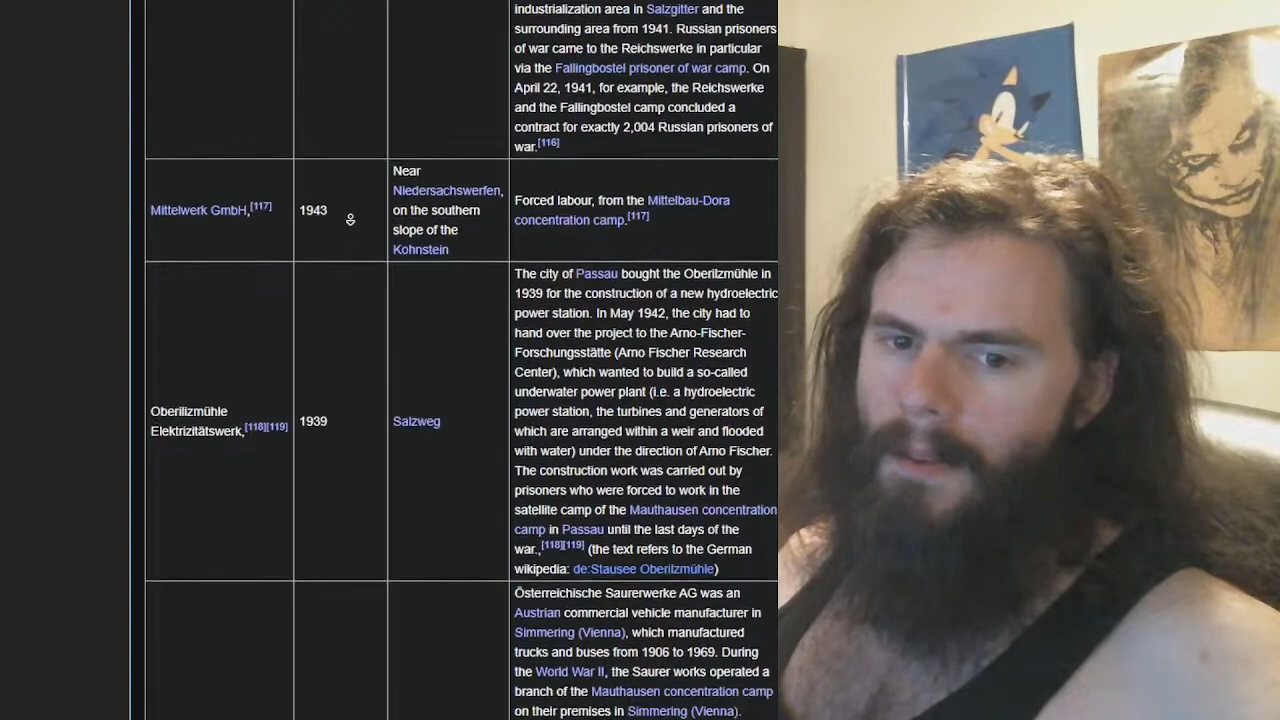 industrialization area in Salzgitter and the
surrounding area from 1941. Russian prisoners
of war came to the Reichswerke in particular
via the Fallingbostel prisoner of war camp. On
April 22, 1941, for example, the Reichswerke
and the Fallingbostel camp concluded a
contract for exactly 2,004 Russian prisoners of
war.[116]
Mittelwerk GmbH,[117]
1943
Near
Niedersachswerfen,
on the southern
slope of the
Kohnstein
Forced labour, from the Mittelbau-Dora
concentration camp.[117]
Oberilizmühle
Elektrizitätswerk,[118][119]
1939
Salzweg
The city of Passau bought the Oberilzmühle in
1939 for the construction of a new hydroelectric
power station. In May 1942, the city had to
hand over the project to the Arno-Fischer-
Forschungsstätte (Arno Fischer Research
Center), which wanted to build a so-called
underwater power plant (i.e. a hydroelectric
power station, the turbines and generators of
which are arranged within a weir and flooded
with water) under the direction of Arno Fischer.
The construction work was carried out by
prisoners who were forced to work in the
satellite camp of the Mauthausen concentration
camp in Passau until the last days of the
war.,[118][119] (the text refers to the German
wikipedia: de:Stausee Oberilzmühle)
Österreichische Saurerwerke AG was an
Austrian commercial vehicle manufacturer in
Simmering (Vienna), which manufactured
trucks and buses from 1906 to 1969. During
the World War II, the Saurer works operated a
branch of the Mauthausen concentration camp
on their premises in Simmering (Vienna).